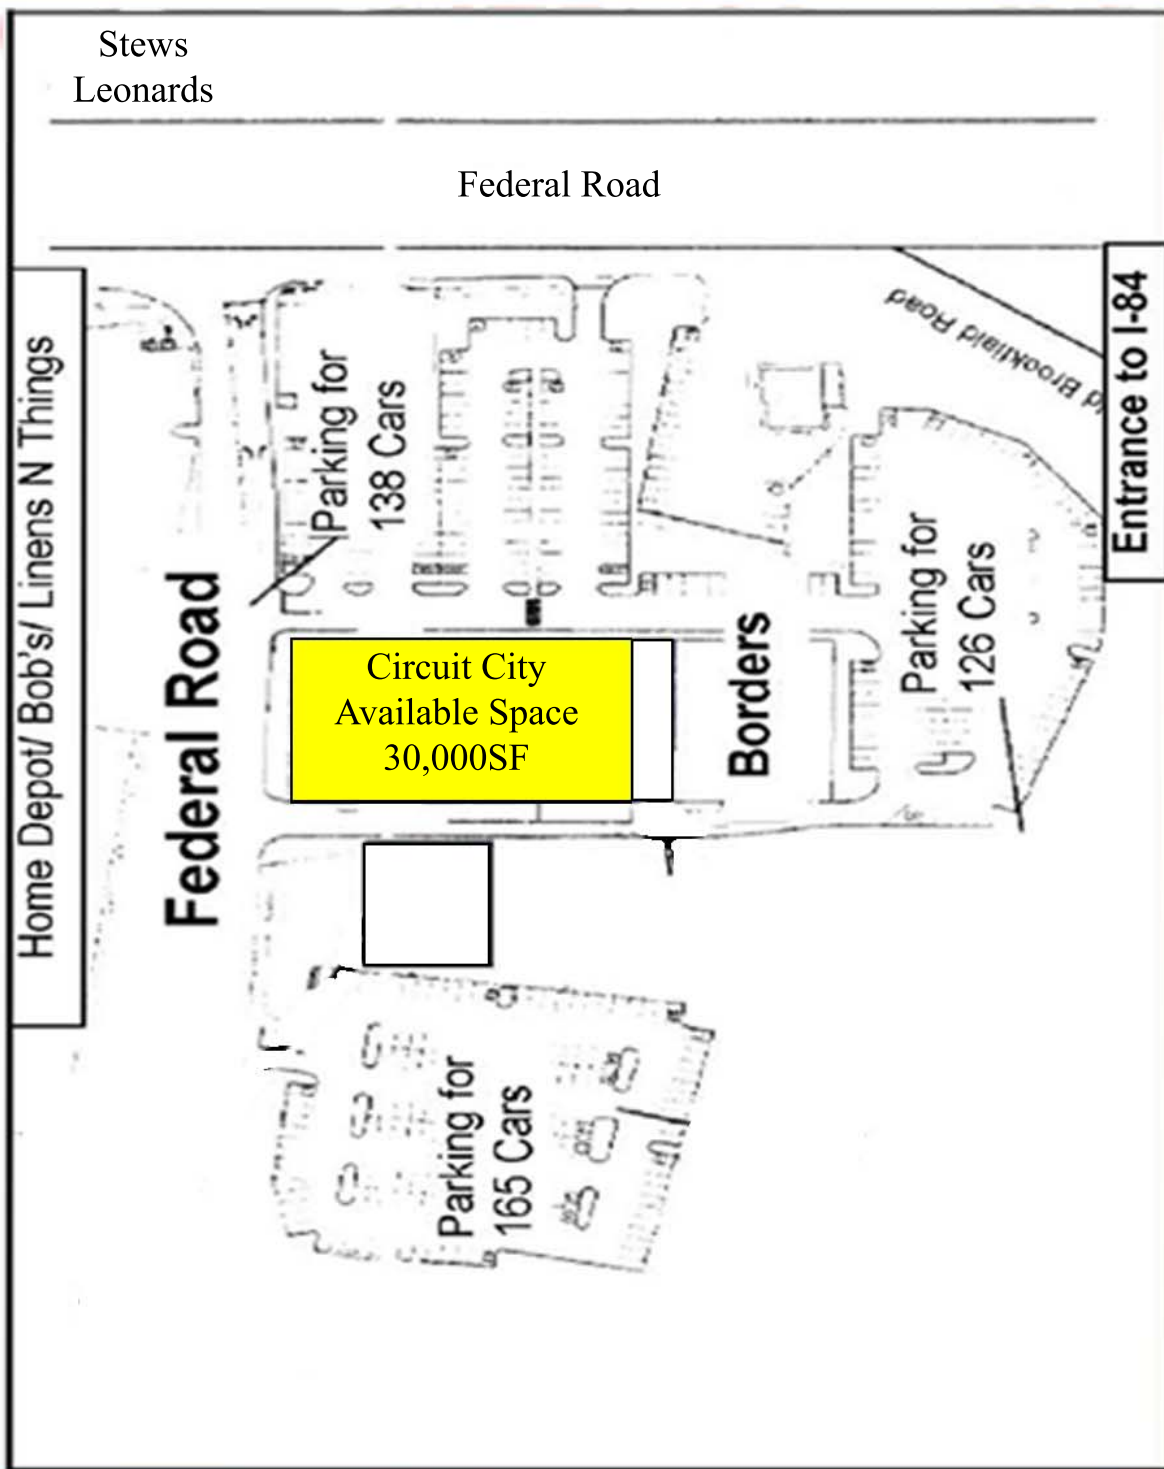 Stews
Leonards
Federal Road
Entrance to I-84
Brookfield Road
Home Depot/ Bob's/ Linens N Things
Parking for
138 Cars
Federal Road
Parking for
126 Cars
Circuit City
Available Space
30,000SF
Borders
Parking for
165 Cars